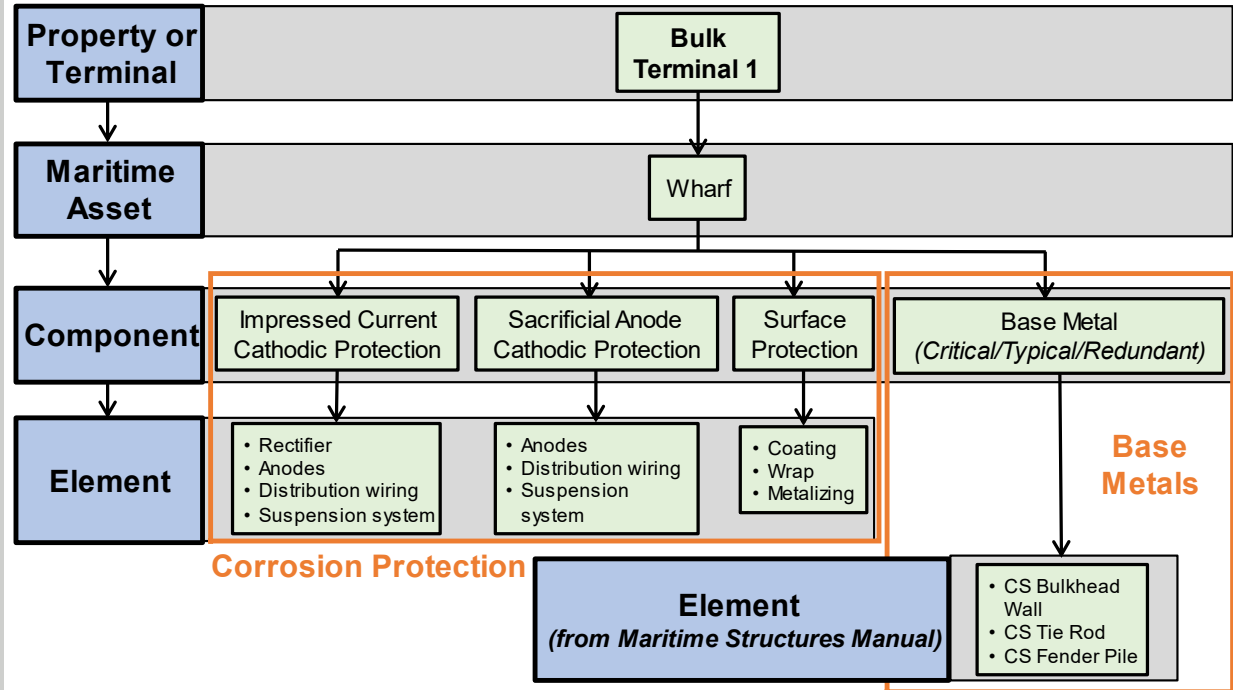 Property or
Terminal
Bulk
Terminal 1
Maritime
Asset
Wharf
Component
Impressed Current
Cathodic Protection
Sacrificial Anode
Cathodic Protection
Surface
Protection
Base Metal
(Critical/Typical/Redundant)
Element
• Rectifier
• Anodes
• Distribution wiring
• Suspension system
• Anodes
• Distribution wiring
• Suspension
system
• Coating
• Wrap
• Metalizing
Base
Metals
Corrosion Protection
Element
(from Maritime Structures Manual)
• CS Bulkhead
Wall
• CS Tie Rod
• CS Fender Pile